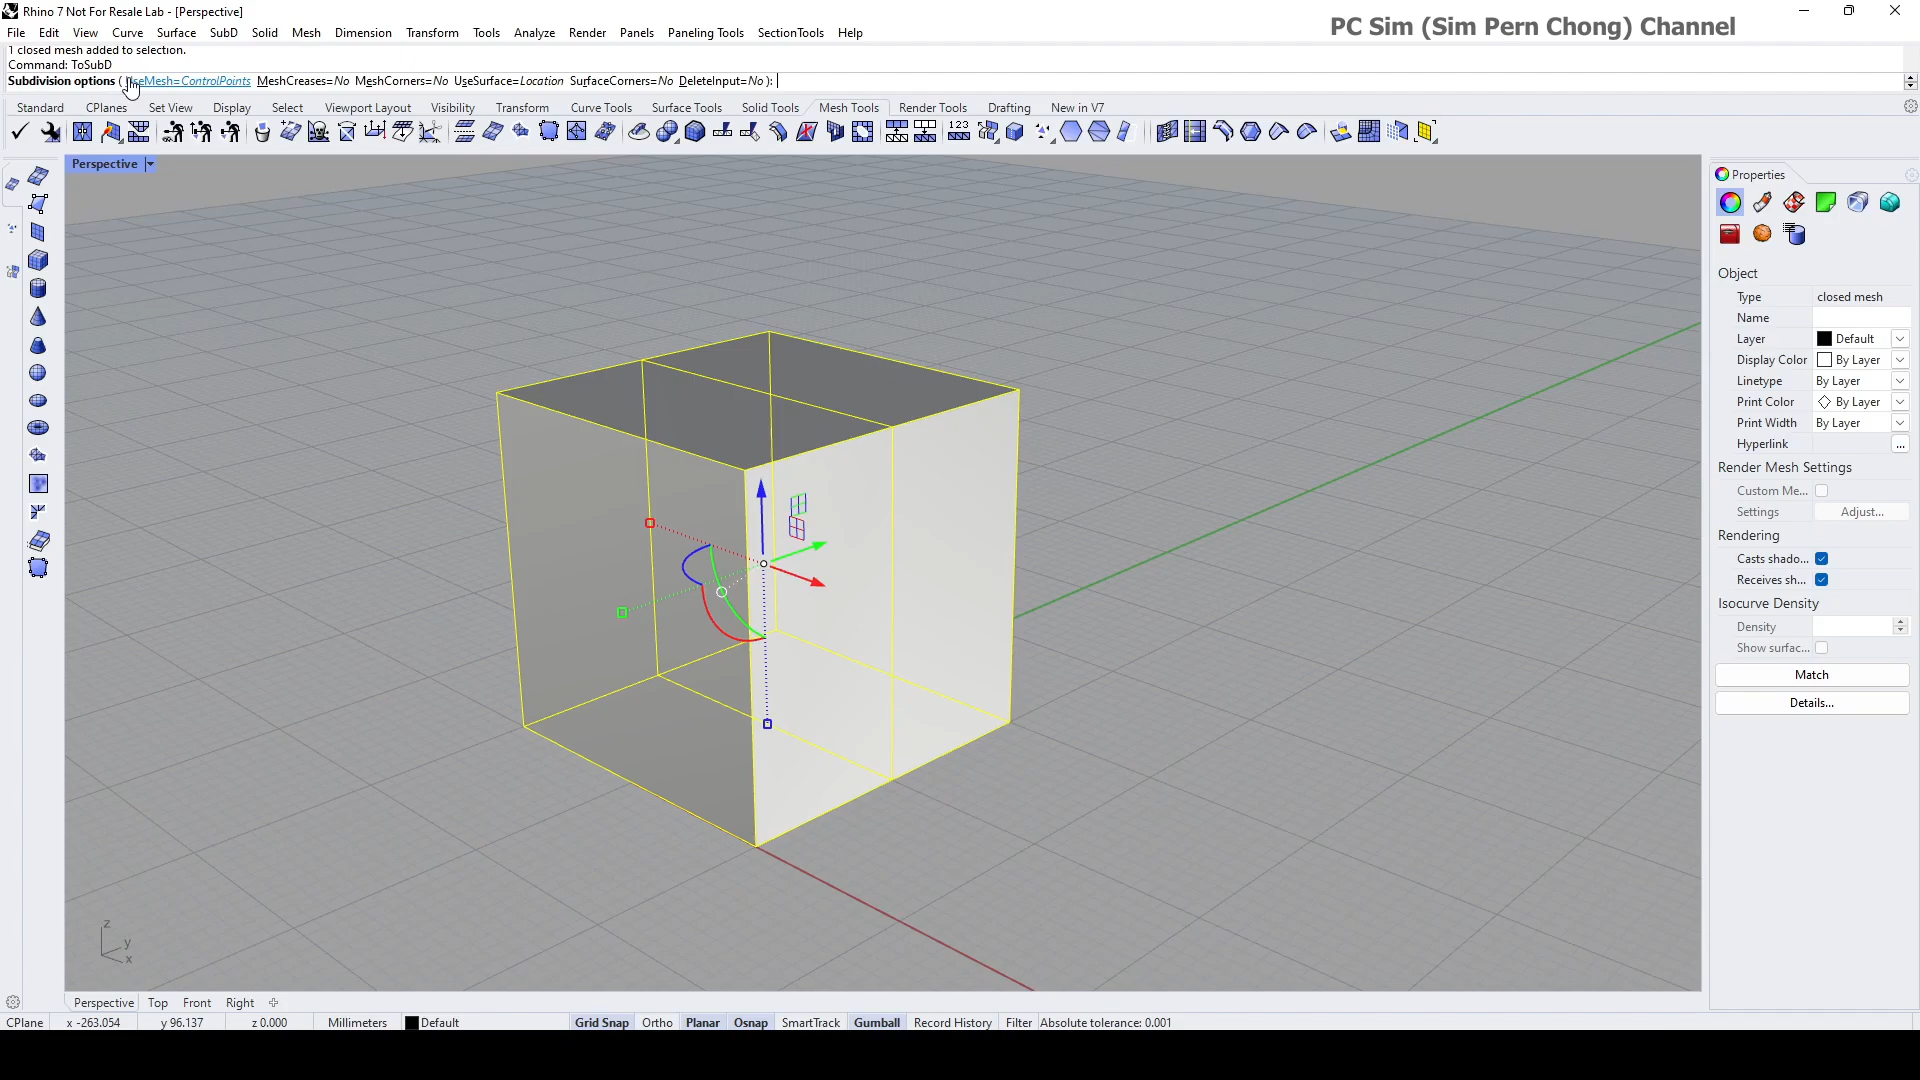 Rhino 7 Not For Resale Lab - [Perspective]
PC Sim (Sim Pern Chong) Channel
File Edit View Curve Surface SubD Solid Mesh Dimension Transform Tools Analyze Render Panels Paneling Tools SectionTools Help
1 closed mesh added to selection.
Command: ToSubD
Subdivision options ( UseMesh=ControlPoints MeshCreases=No MeshCorners=No UseSurface=Location SurfaceCorners=No DeleteInput=No ):
Standard CPlanes Set View Display Select Viewport Layout Visibility Transform Curve Tools Surface Tools Solid Tools Mesh Tools Render Tools Drafting New in V7
123
Perspective
Properties
Object
Type closed mesh
Name
Layer Default
Display Color By Layer
Linetype By Layer
Print Color By Layer
Print Width By Layer
Hyperlink ...
Render Mesh Settings
Custom Me...
Settings Adjust...
Rendering
Casts shado...
Receives sh...
Isocurve Density
Density
Show surfac...
Match
Details...
z
y
x
Perspective Top Front Right
CPlane x -263.054 y 96.137 z 0.000 Millimeters Default Grid Snap Ortho Planar Osnap SmartTrack Gumball Record History Filter Absolute tolerance: 0.001